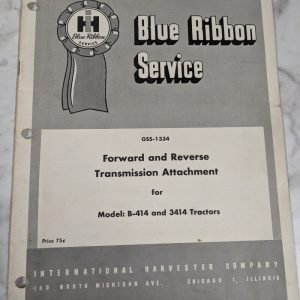 IH
Blue Ribbon
SERVICE
Blue Ribbon
Service
GSS-1334
Forward and Reverse
Transmission Attachment
for
Model: B-414 and 3414 Tractors
Price 75¢
INTERNATIONAL HARVESTER COMPANY
180 NORTH MICHIGAN AVE. CHICAGO 1, ILLINOIS